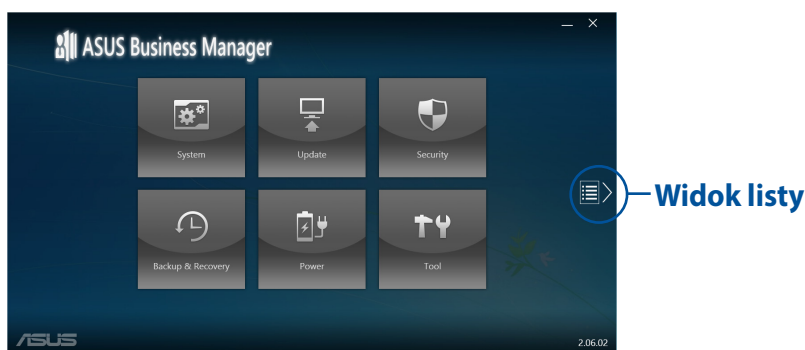 ASUS Business Manager
System
Update
Security
Widok listy
Backup & Recovery
Power
Tool
ASUS
2.06.02